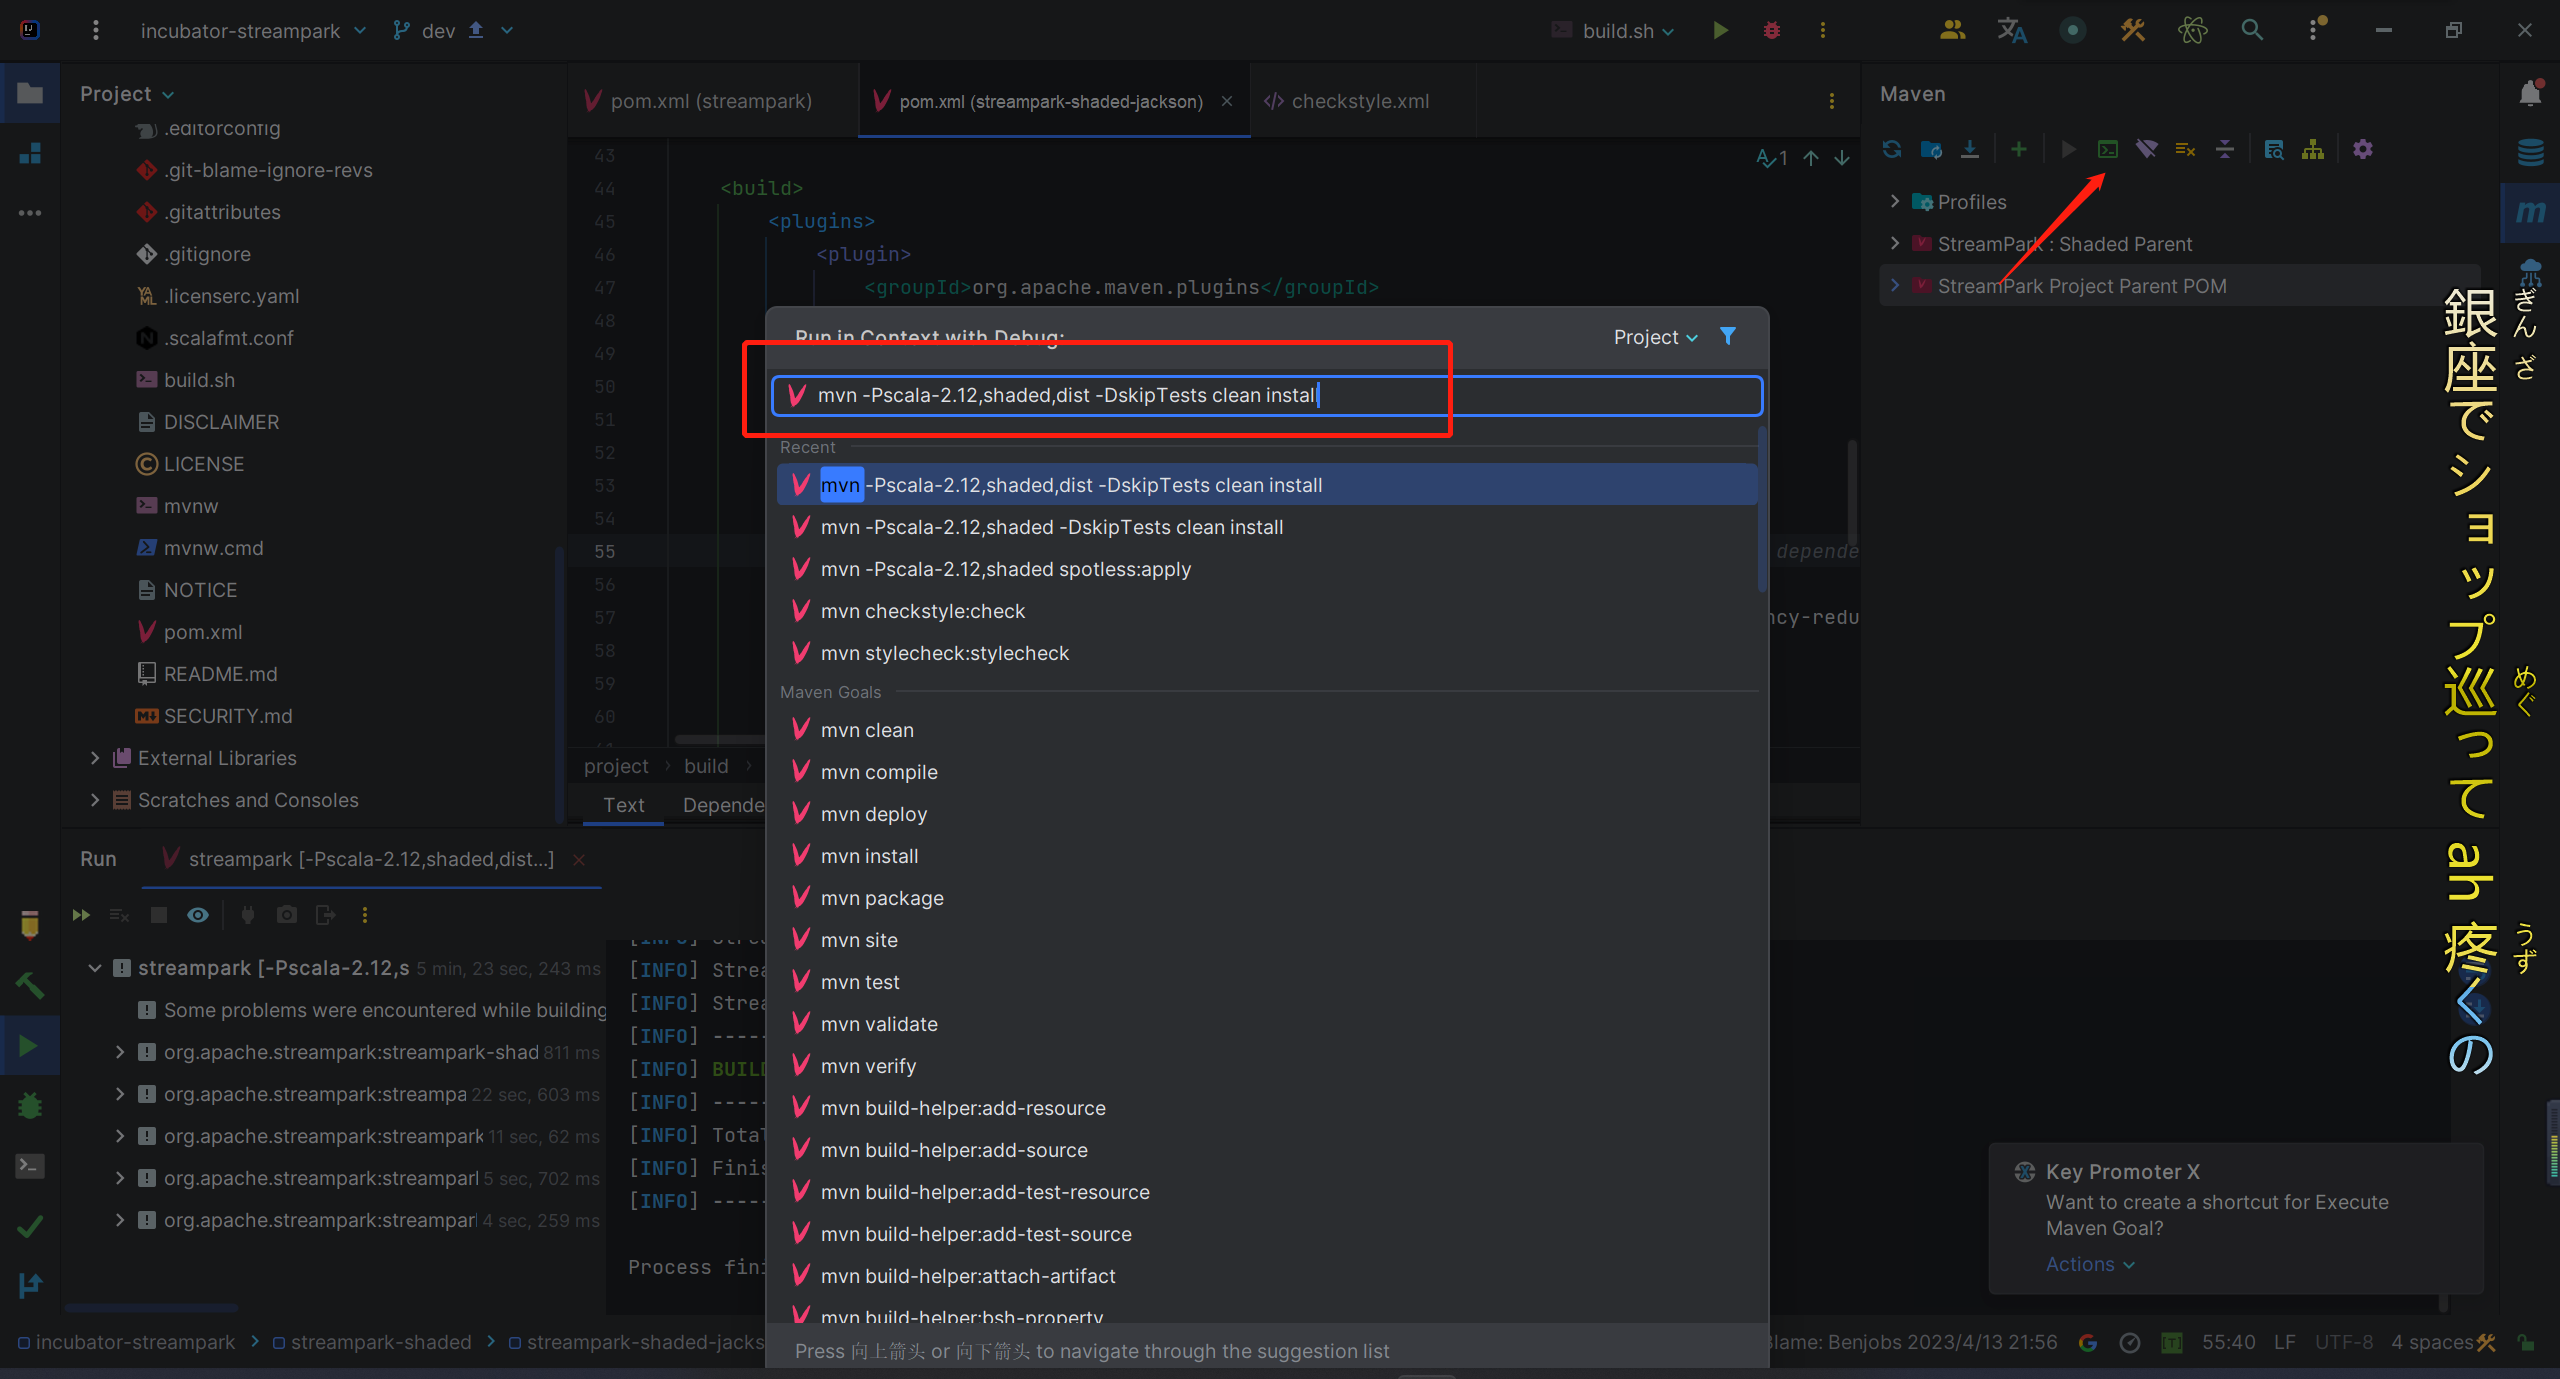 incubator-streampark
dev
build.sh
Project
.editorconfig
.git-blame-ignore-revs
.gitattributes
.gitignore
.licenserc.yaml
.scalafmt.conf
build.sh
DISCLAIMER
LICENSE
mvnw
mvnw.cmd
NOTICE
pom.xml
README.md
SECURITY.md
External Libraries
Scratches and Consoles
pom.xml (streampark)
pom.xml (streampark-shaded-jackson)
checkstyle.xml
1
43
44 <build>
45 <plugins>
46 <plugin>
47 <groupId>org.apache.maven.plugins</groupId>
48
49
50
51
52
53
54
55 depende
56
57 ncy-redu
58
59
60
project
build
Text
Depende
Run in Context with Debug:
Project
mvn -Pscala-2.12,shaded,dist -DskipTests clean install
Recent
mvn -Pscala-2.12,shaded,dist -DskipTests clean install
mvn -Pscala-2.12,shaded -DskipTests clean install
mvn -Pscala-2.12,shaded spotless:apply
mvn checkstyle:check
mvn stylecheck:stylecheck
Maven Goals
mvn clean
mvn compile
mvn deploy
mvn install
mvn package
mvn site
mvn test
mvn validate
mvn verify
mvn build-helper:add-resource
mvn build-helper:add-source
mvn build-helper:add-test-resource
mvn build-helper:add-test-source
mvn build-helper:attach-artifact
mvn build-helper:bsh-property
Press 向上箭头 or 向下箭头 to navigate through the suggestion list
Maven
Profiles
StreamPark : Shaded Parent
StreamPark Project Parent POM
銀座でショップ巡ってah疼くの
ぎんざ
めぐ
うず
Run
streampark [-Pscala-2.12,shaded,dist...]
streampark [-Pscala-2.12,s 5 min, 23 sec, 243 ms
Some problems were encountered while building
org.apache.streampark:streampark-shad 811 ms
org.apache.streampark:streampa 22 sec, 603 ms
org.apache.streampark:streampark 11 sec, 62 ms
org.apache.streampark:streampar 5 sec, 702 ms
org.apache.streampark:streampar 4 sec, 259 ms
[INFO] Strea
[INFO] Strea
[INFO] Strea
[INFO] ----
[INFO] BUILD
[INFO] ----
[INFO] Total
[INFO] Finis
[INFO] ----
Process fini
Key Promoter X
Want to create a shortcut for Execute
Maven Goal?
Actions
incubator-streampark
streampark-shaded
streampark-shaded-jacks
Blame: Benjobs 2023/4/13 21:56
55:40
LF
UTF-8
4 spaces